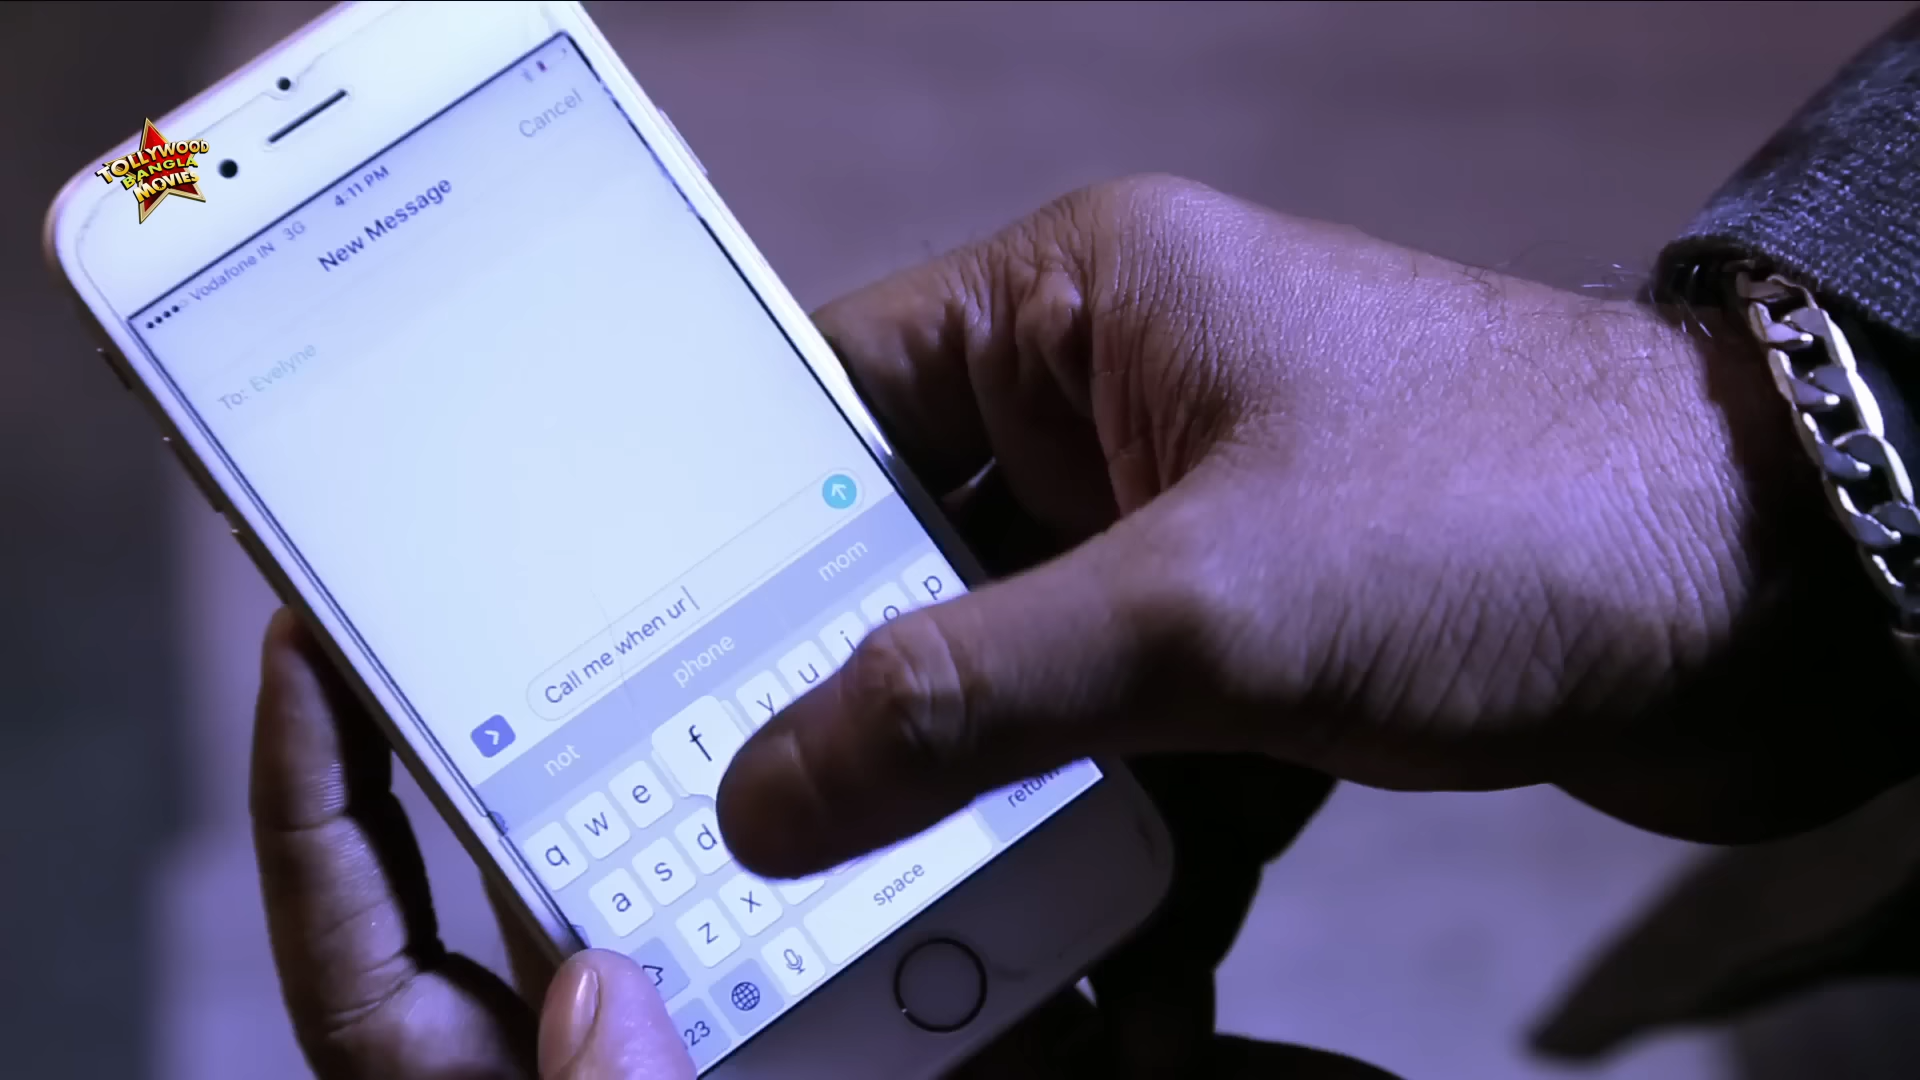 TOLLYWOOD
BANGLA
MOVIES
Vodafone IN 3G 4:11 PM
New Message
Cancel
To: Evelyne
Call me when ur
not phone mom
q w e f y u i o p
a s d
z x
23 space return